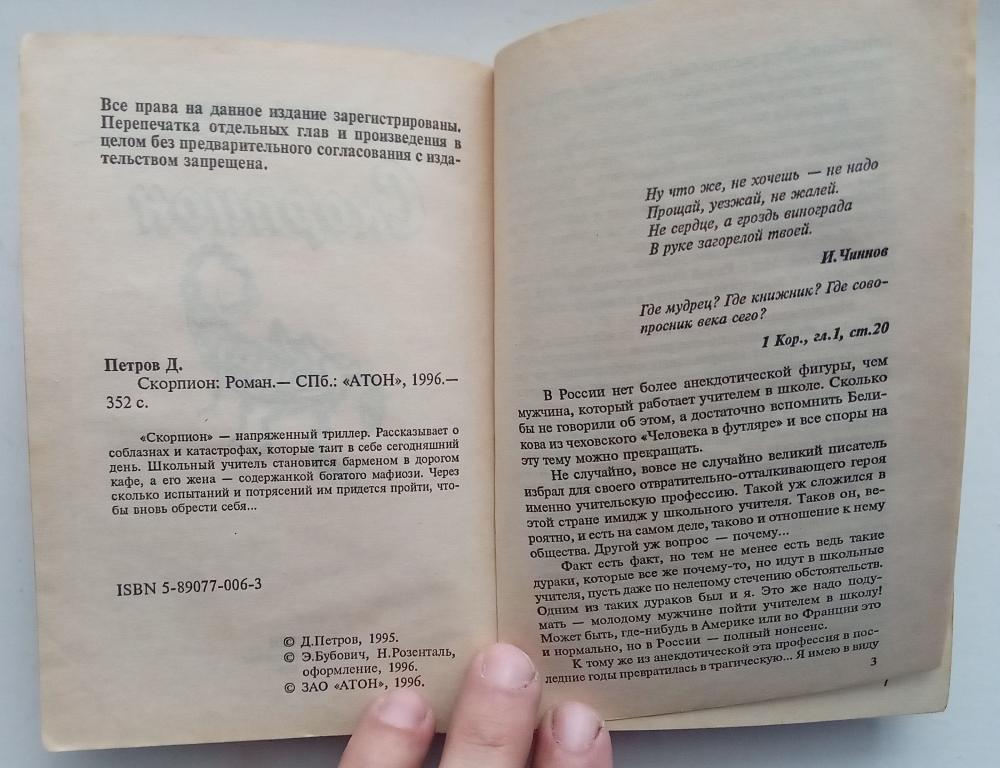 Все права на данное издание зарегистрированы.
Перепечатка отдельных глав и произведения в
целом без предварительного согласования с изда-
тельством запрещена.
Петров Д.
Скорпион: Роман.— СПб.: «АТОН», 1996.—
352 с.
«Скорпион» — напряженный триллер. Рассказывает о
соблазнах и катастрофах, которые таит в себе сегодняшний
день. Школьный учитель становится барменом в дорогом
кафе, а его жена — содержанкой богатого мафиози. Через
сколько испытаний и потрясений им придется пройти, что-
бы вновь обрести себя...
ISBN 5-89077-006-3
© Д.Петров, 1995.
© Э.Бубович, Н.Розенталь,
оформление, 1996.
© ЗАО «АТОН», 1996.
Ну что же, не хочешь — не надо
Прощай, уезжай, не жалей.
Не сердце, а гроздь винограда
В руке загорелой твоей.
И. Чиннов
Где мудрец? Где книжник? Где сово-
просник века сего?
1 Кор., гл.1, ст.20
В России нет более анекдотической фигуры, чем
мужчина, который работает учителем в школе. Сколько
бы не говорили об этом, а достаточно вспомнить Бели-
кова из чеховского «Человека в футляре» и все споры на
эту тему можно прекращать.
Не случайно, вовсе не случайно великий писатель
избрал для своего отвратительно-отталкивающего героя
именно учительскую профессию. Такой уж сложился в
этой стране имидж у школьного учителя. Таков он, ве-
роятно, и есть на самом деле, таково и отношение к нему
общества. Другой уж вопрос — почему...
Факт есть факт, но тем не менее есть ведь такие
дураки, которые все же почему-то, но идут в школьные
учителя, пусть даже по нелепому стечению обстоятельств.
Одним из таких дураков был и я. Это же надо поду-
мать — молодому мужчине пойти учителем в школу!
Может быть, где-нибудь в Америке или во Франции это
и нормально, но в России — полный нонсенс.
К тому же из анекдотической эта профессия в пос-
ледние годы превратилась в трагическую... Я имею в виду
3